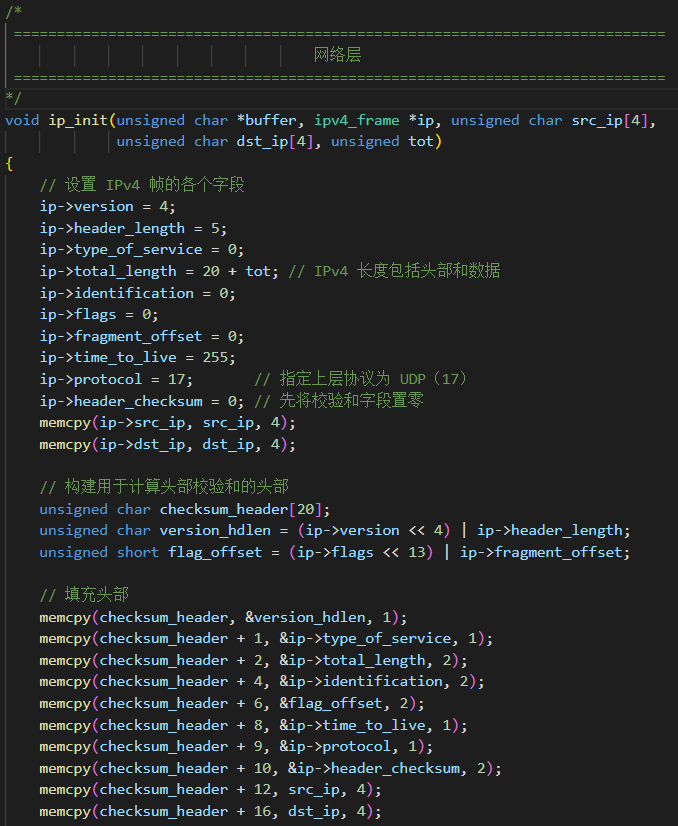 /*
===========================================================================
网络层
===========================================================================
*/
void ip_init(unsigned char *buffer, ipv4_frame *ip, unsigned char src_ip[4],
             unsigned char dst_ip[4], unsigned tot)
{
    // 设置 IPv4 帧的各个字段
    ip->version = 4;
    ip->header_length = 5;
    ip->type_of_service = 0;
    ip->total_length = 20 + tot; // IPv4 长度包括头部和数据
    ip->identification = 0;
    ip->flags = 0;
    ip->fragment_offset = 0;
    ip->time_to_live = 255;
    ip->protocol = 17;       // 指定上层协议为 UDP（17）
    ip->header_checksum = 0; // 先将校验和字段置零
    memcpy(ip->src_ip, src_ip, 4);
    memcpy(ip->dst_ip, dst_ip, 4);

    // 构建用于计算头部校验和的头部
    unsigned char checksum_header[20];
    unsigned char version_hdlen = (ip->version << 4) | ip->header_length;
    unsigned short flag_offset = (ip->flags << 13) | ip->fragment_offset;

    // 填充头部
    memcpy(checksum_header, &version_hdlen, 1);
    memcpy(checksum_header + 1, &ip->type_of_service, 1);
    memcpy(checksum_header + 2, &ip->total_length, 2);
    memcpy(checksum_header + 4, &ip->identification, 2);
    memcpy(checksum_header + 6, &flag_offset, 2);
    memcpy(checksum_header + 8, &ip->time_to_live, 1);
    memcpy(checksum_header + 9, &ip->protocol, 1);
    memcpy(checksum_header + 10, &ip->header_checksum, 2);
    memcpy(checksum_header + 12, src_ip, 4);
    memcpy(checksum_header + 16, dst_ip, 4);